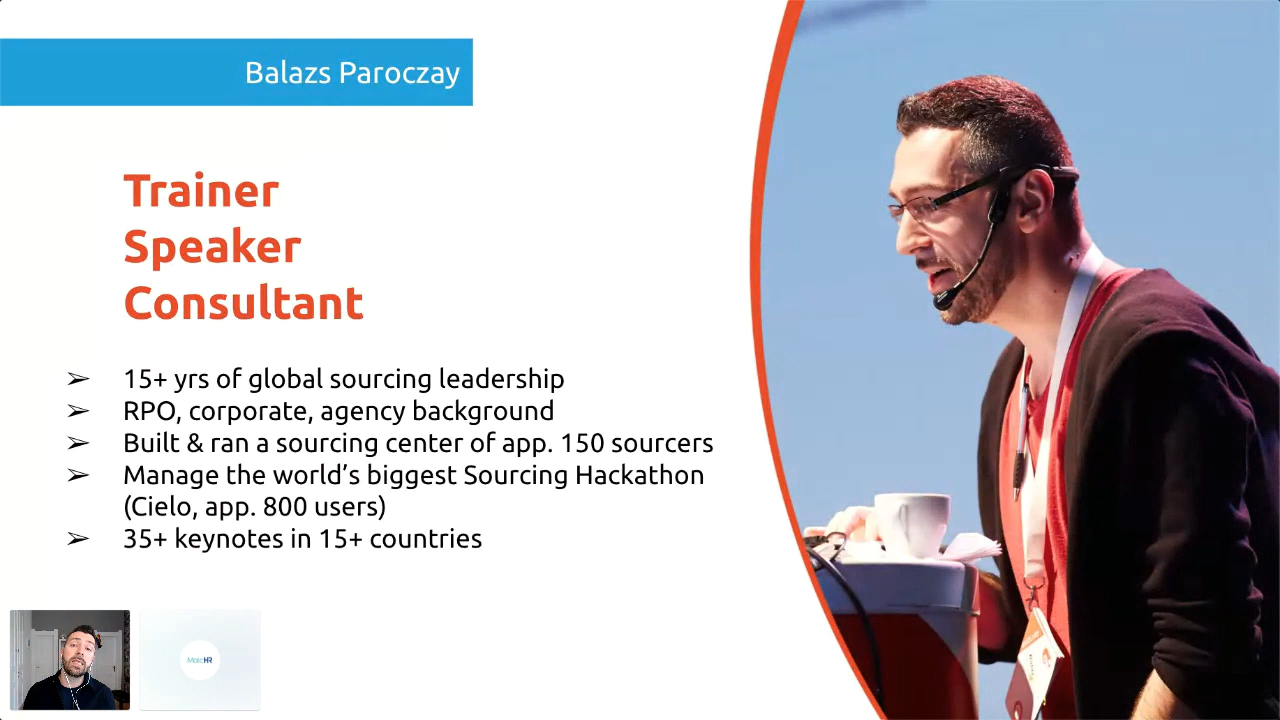 Balazs Paroczay
Trainer
Speaker
Consultant
➢ 15+ yrs of global sourcing leadership
➢ RPO, corporate, agency background
➢ Built & ran a sourcing center of app. 150 sourcers
➢ Manage the world’s biggest Sourcing Hackathon
(Cielo, app. 800 users)
➢ 35+ keynotes in 15+ countries